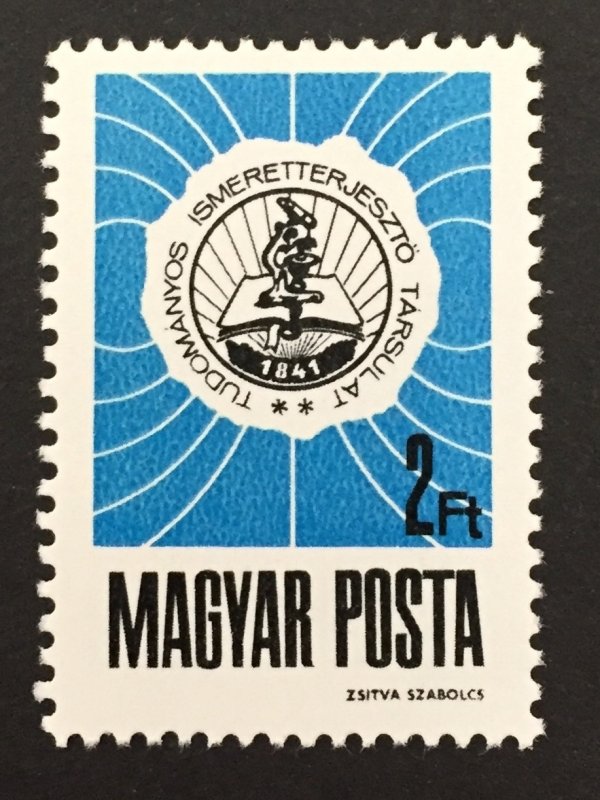 TUDOMÁNYOS ISMERETTERJESZTŐ TÁRSULAT **
1841
2Ft
MAGYAR POSTA
ZSITVA SZABOLCS